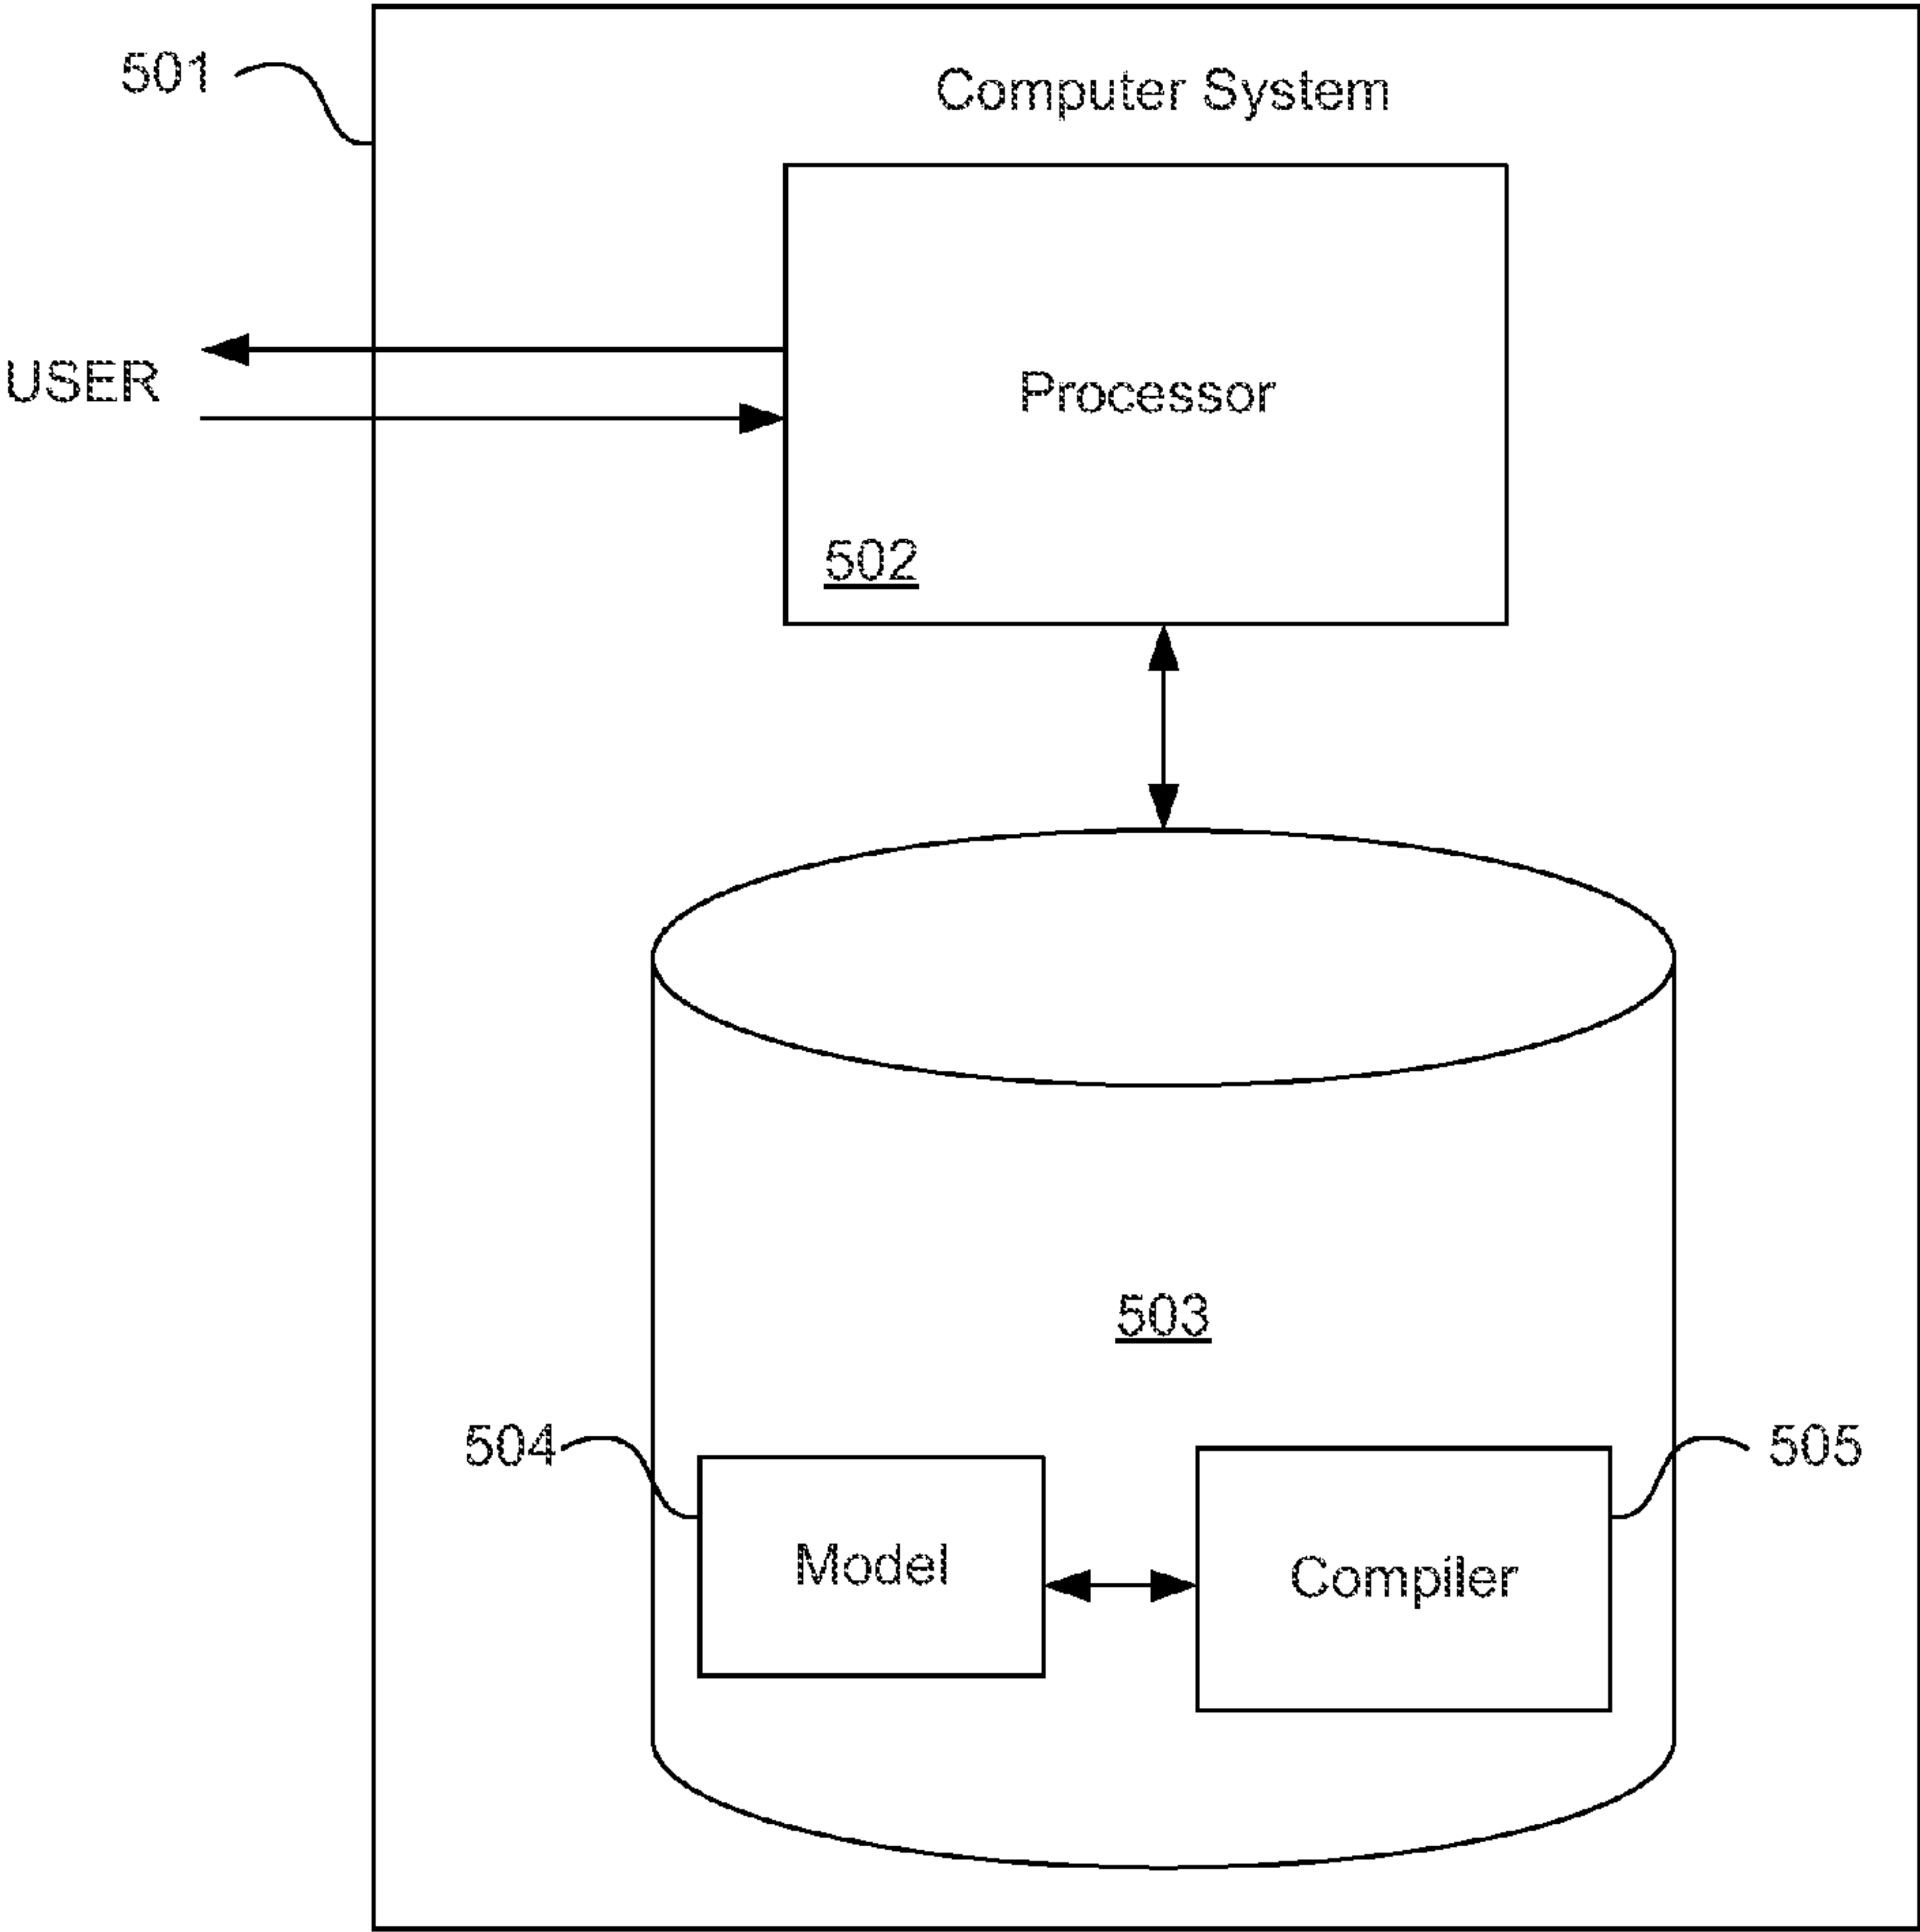 501
Computer System
USER
Processor
502
503
504
505
Model
Compiler